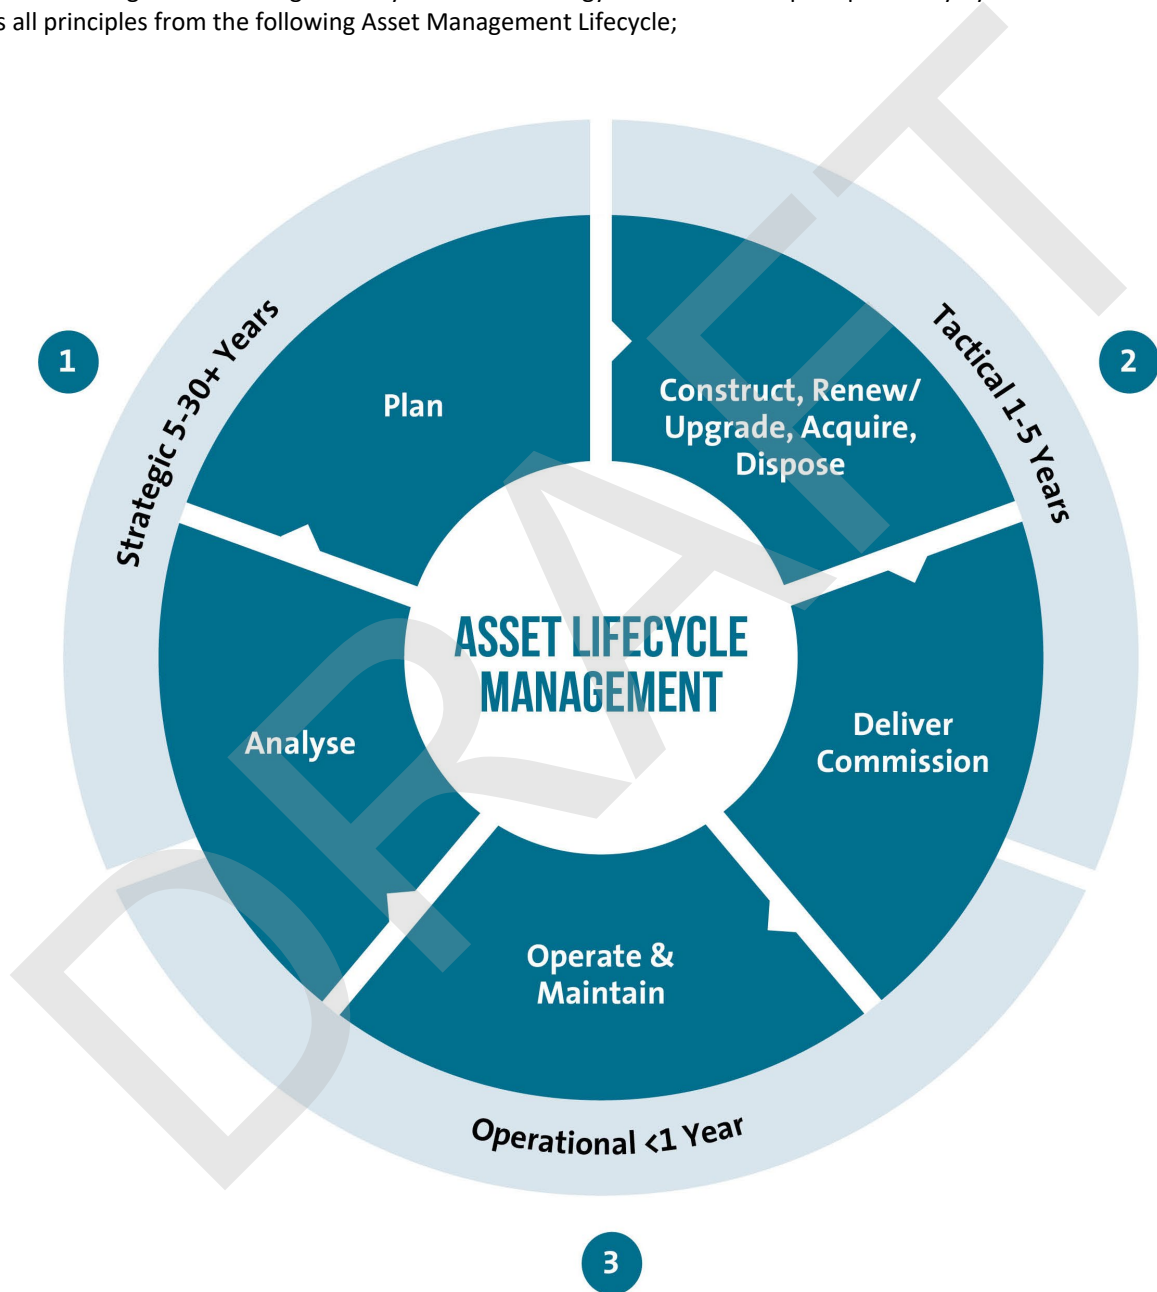 s all principles from the following Asset Management Lifecycle;
1
Strategic 5-30+ Years
Plan
Construct, Renew/
Upgrade, Acquire,
Dispose
Tactical 1-5 Years
2
ASSET LIFECYCLE
MANAGEMENT
Analyse
Deliver
Commission
Operate &
Maintain
Operational <1 Year
3
DRAFT